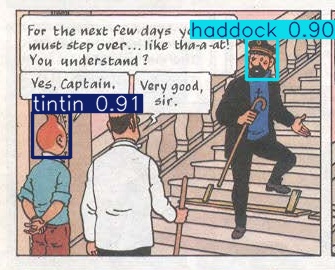 haddock 0.90
For the next few days y
must step over... like tha-a-at!
You understand?
Yes, Captain.
Very good,
sir.
tintin 0.91